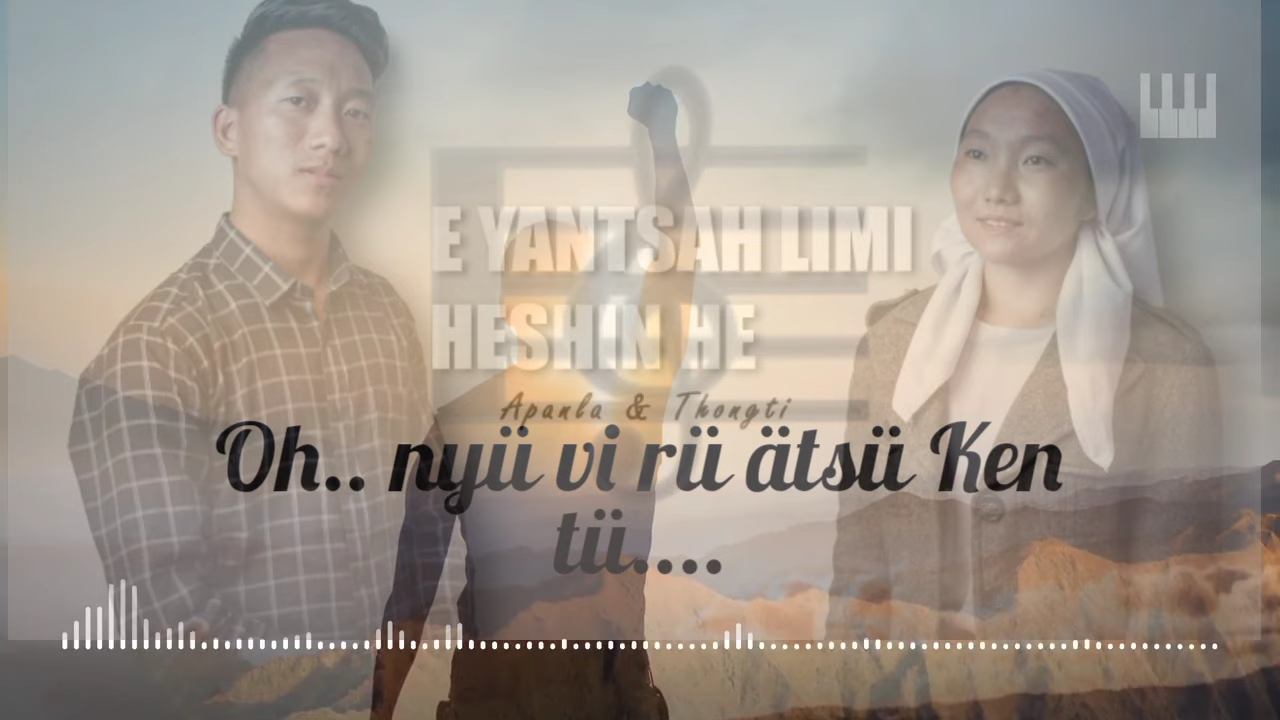 E YANTSAH LIMI
HESHIN HE
Apanla & Thongti
Oh.. nyü vi rü ätsü Ken
tü....